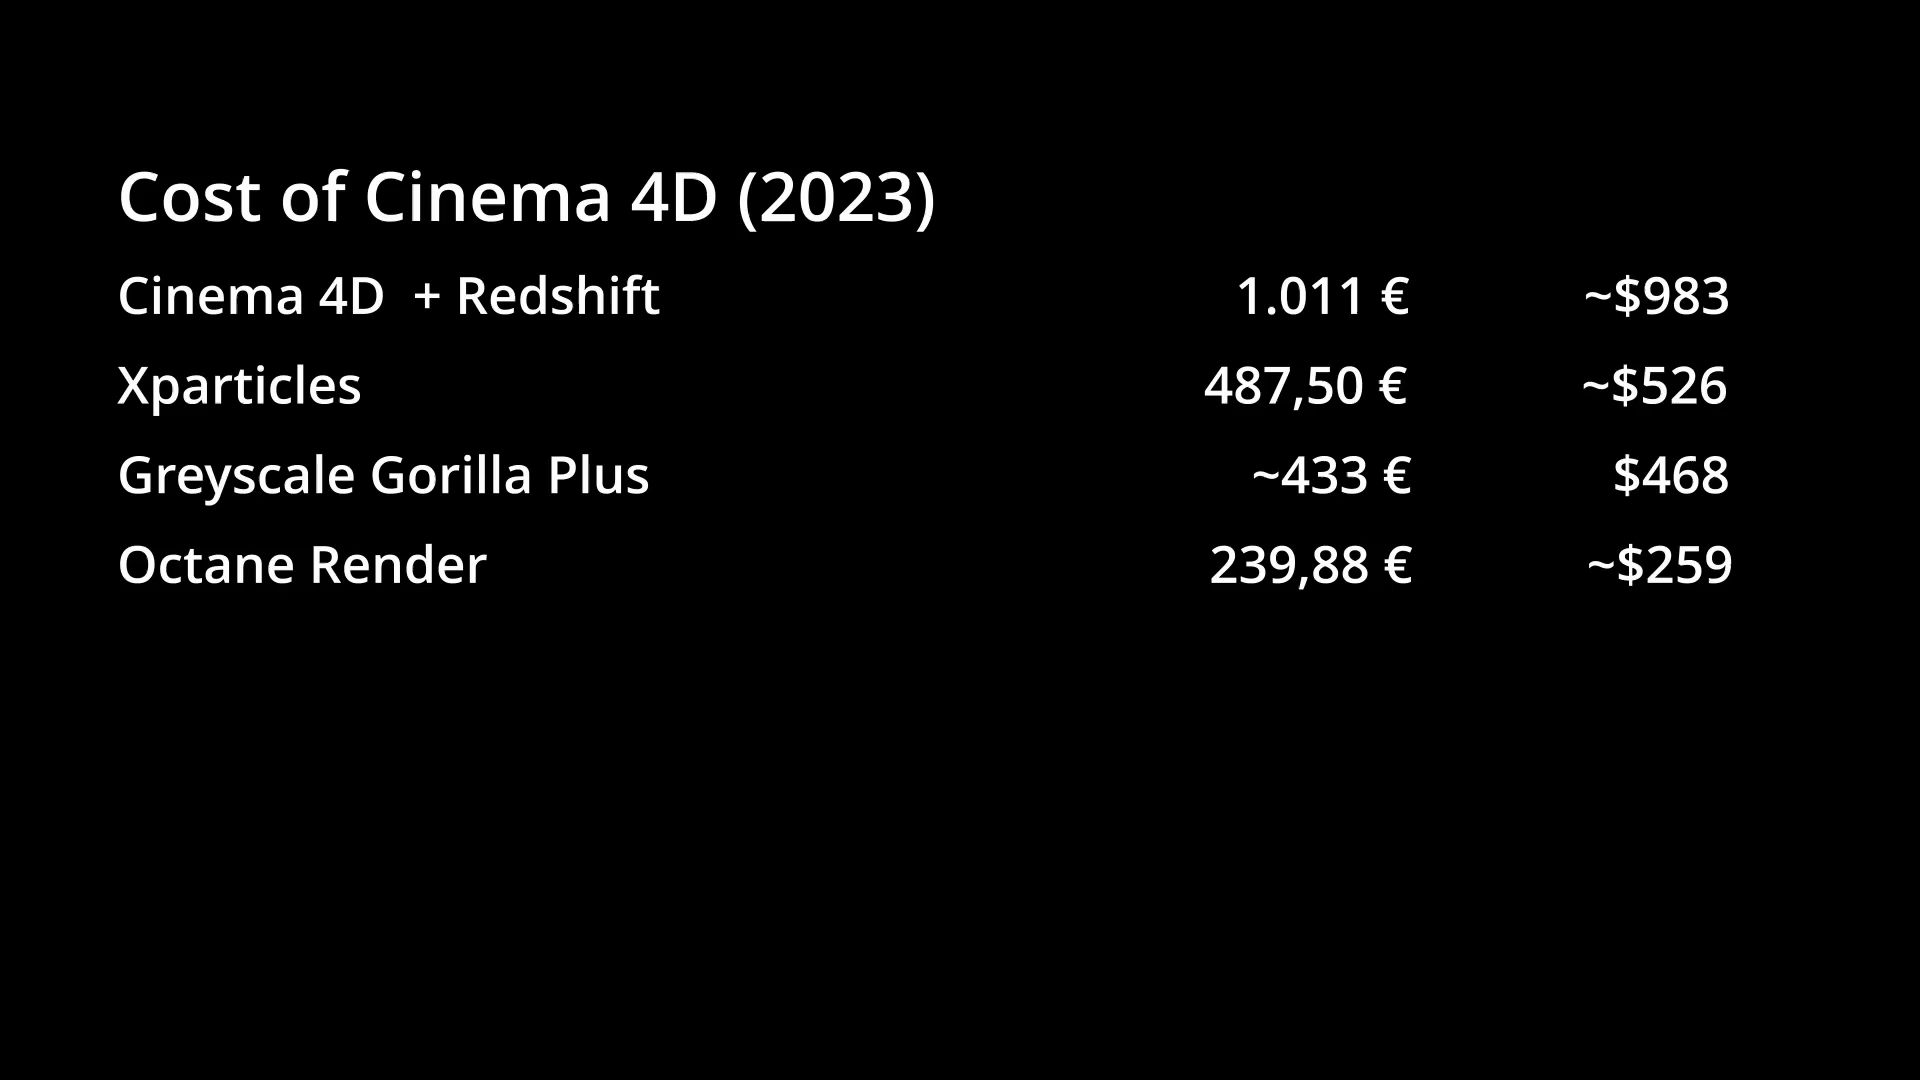 Cost of Cinema 4D (2023)
Cinema 4D + Redshift 1.011 € ~$983
Xparticles 487,50 € ~$526
Greyscale Gorilla Plus ~433 € $468
Octane Render 239,88 € ~$259